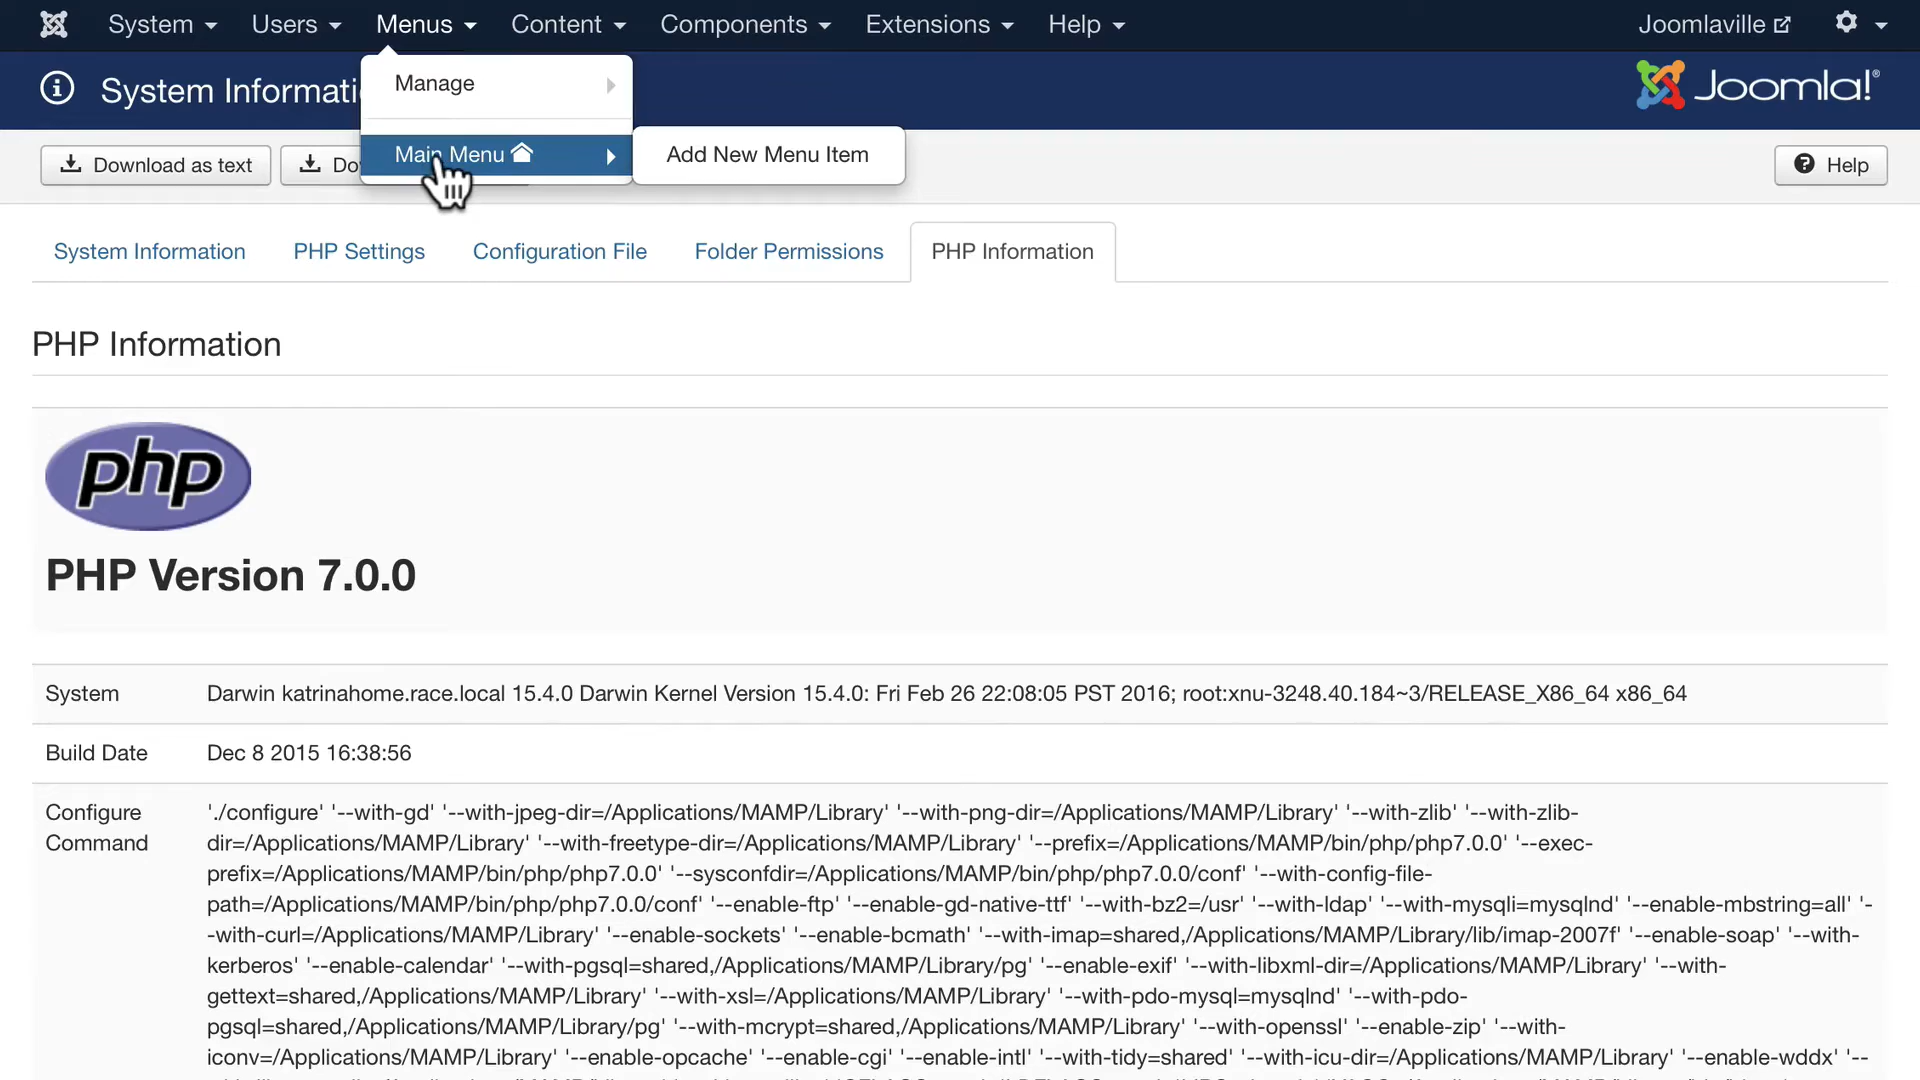 System Users Menus Content Components Extensions Help Joomlaville
System Informati Joomla!®
Manage
Main Menu Add New Menu Item
Download as text Do Help
System Information PHP Settings Configuration File Folder Permissions PHP Information
PHP Information
php
PHP Version 7.0.0
System Darwin katrinahome.race.local 15.4.0 Darwin Kernel Version 15.4.0: Fri Feb 26 22:08:05 PST 2016; root:xnu-3248.40.184~3/RELEASE_X86_64 x86_64
Build Date Dec 8 2015 16:38:56
Configure './configure' '--with-gd' '--with-jpeg-dir=/Applications/MAMP/Library' '--with-png-dir=/Applications/MAMP/Library' '--with-zlib' '--with-zlib-
Command dir=/Applications/MAMP/Library' '--with-freetype-dir=/Applications/MAMP/Library' '--prefix=/Applications/MAMP/bin/php/php7.0.0' '--exec-
prefix=/Applications/MAMP/bin/php/php7.0.0' '--sysconfdir=/Applications/MAMP/bin/php/php7.0.0/conf' '--with-config-file-
path=/Applications/MAMP/bin/php/php7.0.0/conf' '--enable-ftp' '--enable-gd-native-ttf' '--with-bz2=/usr' '--with-ldap' '--with-mysqli=mysqlnd' '--enable-mbstring=all' '-
-with-curl=/Applications/MAMP/Library' '--enable-sockets' '--enable-bcmath' '--with-imap=shared,/Applications/MAMP/Library/lib/imap-2007f' '--enable-soap' '--with-
kerberos' '--enable-calendar' '--with-pgsql=shared,/Applications/MAMP/Library/pg' '--enable-exif' '--with-libxml-dir=/Applications/MAMP/Library' '--with-
gettext=shared,/Applications/MAMP/Library' '--with-xsl=/Applications/MAMP/Library' '--with-pdo-mysql=mysqlnd' '--with-pdo-
pgsql=shared,/Applications/MAMP/Library/pg' '--with-mcrypt=shared,/Applications/MAMP/Library' '--with-openssl' '--enable-zip' '--with-
iconv=/Applications/MAMP/Library' '--enable-opcache' '--enable-cgi' '--enable-intl' '--with-tidy=shared' '--with-icu-dir=/Applications/MAMP/Library' '--enable-wddx' '--